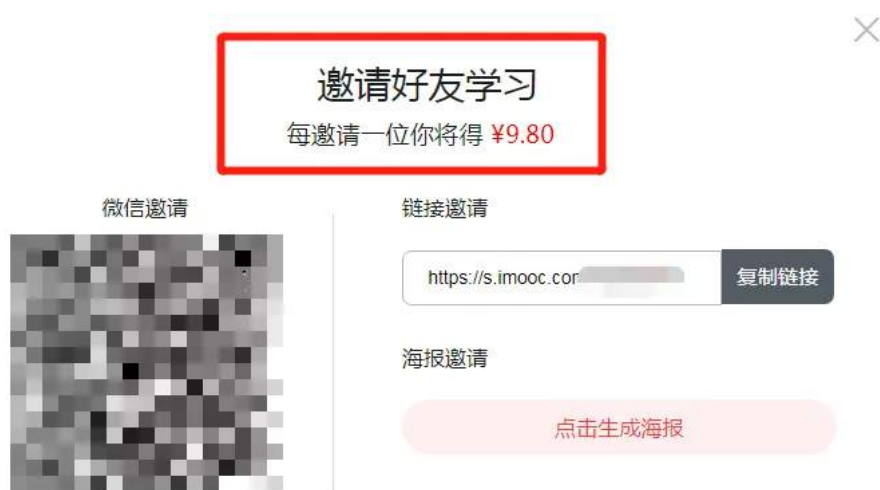 邀请好友学习
每邀请一位你将得 ¥9.80
微信邀请
链接邀请
https://s.imooc.com
复制链接
海报邀请
点击生成海报